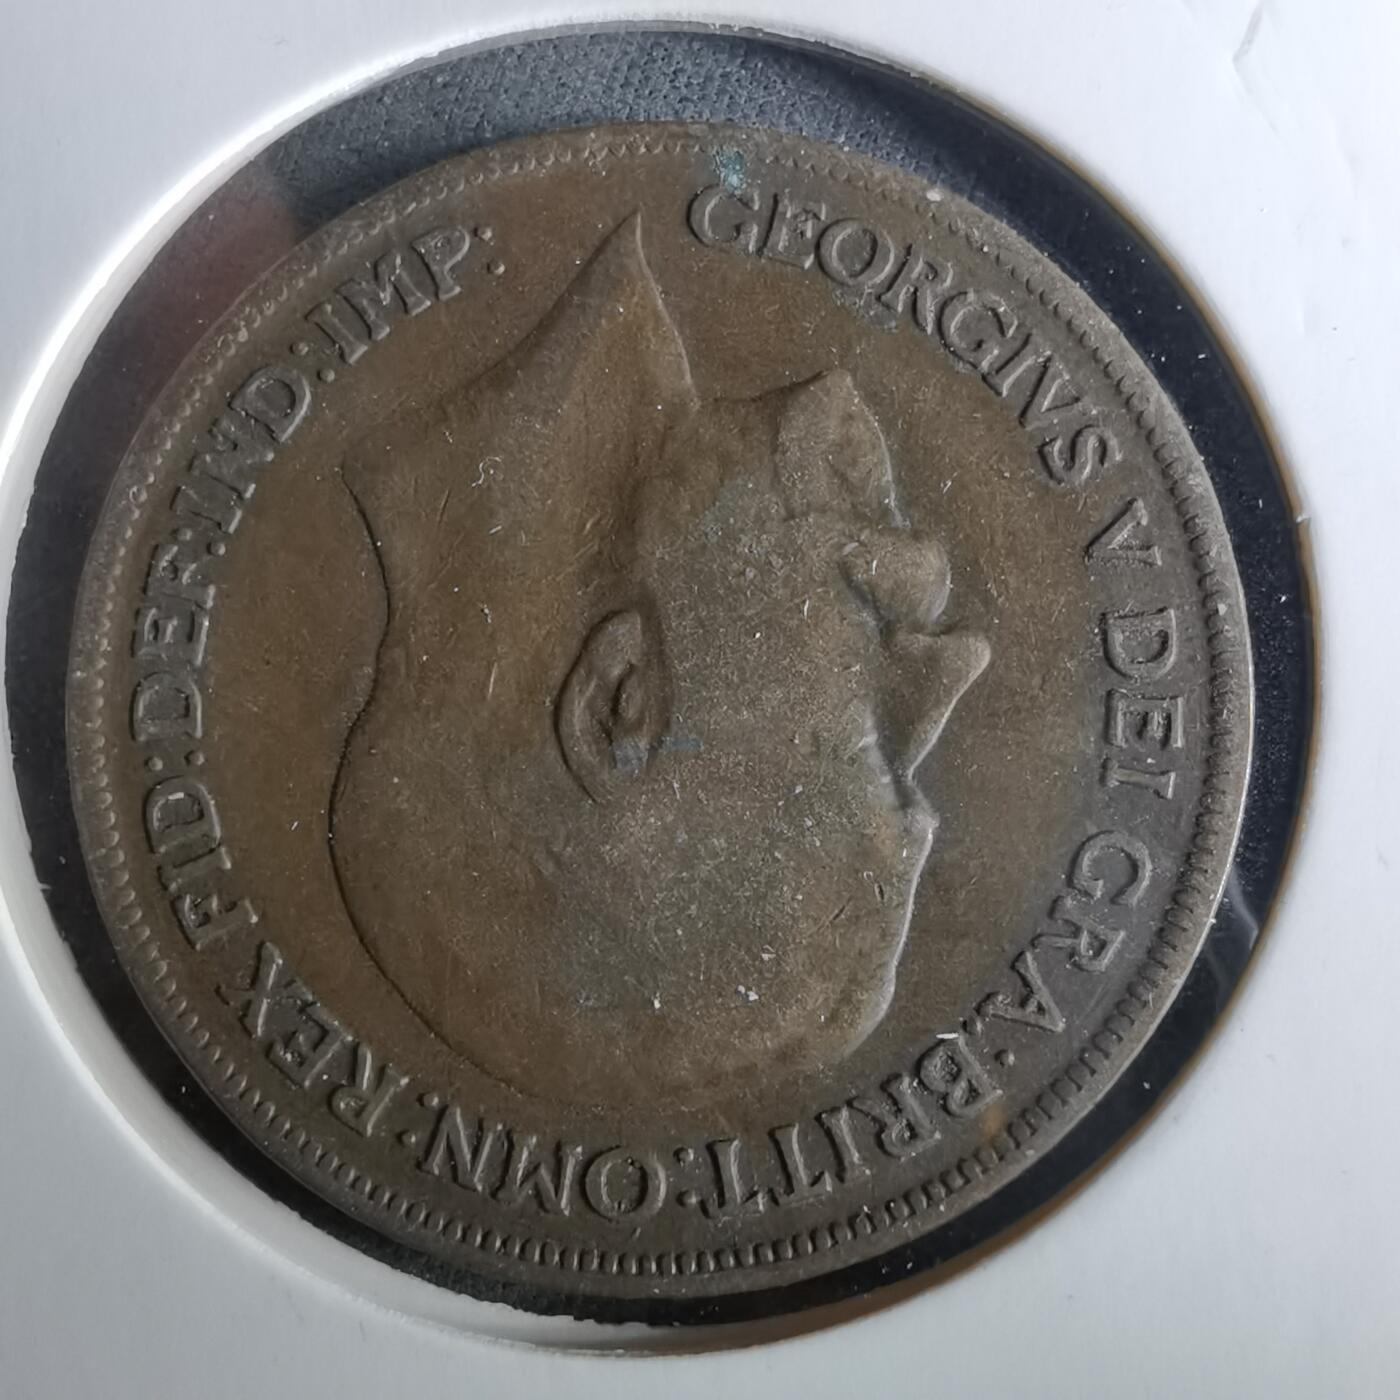 GEORGIVS V DEI GRA:BRITT:OMN:REX FID:DEF:IND:IMP: